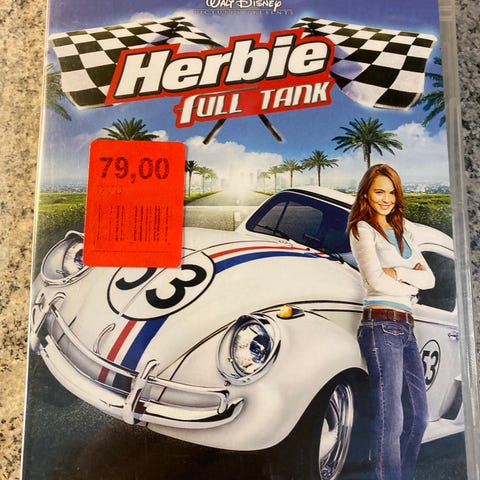 WALT DISNEY
Herbie
FULL TANK
79,00
53
53